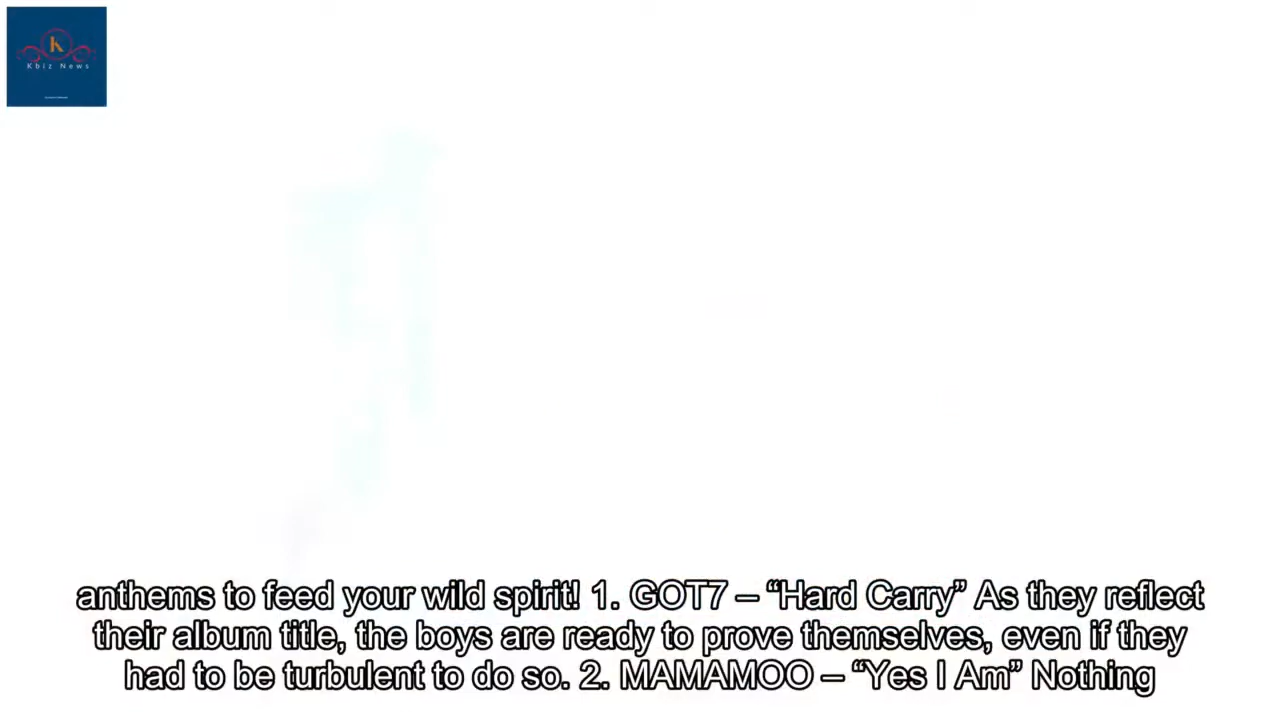 K
Kbiz News
anthems to feed your wild spirit! 1. GOT7 – “Hard Carry” As they reflect
their album title, the boys are ready to prove themselves, even if they
had to be turbulent to do so. 2. MAMAMOO – “Yes I Am” Nothing